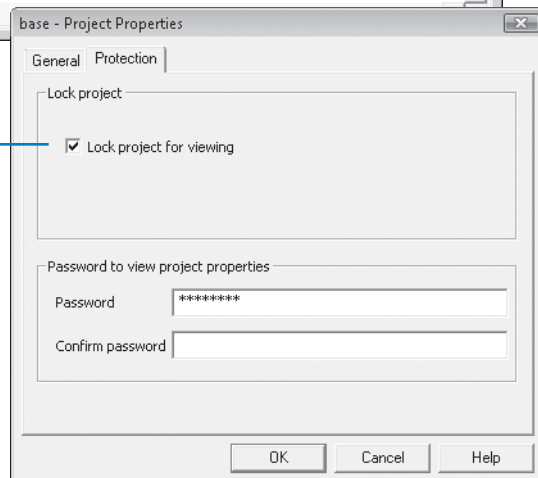 base - Project Properties
General Protection
Lock project
Lock project for viewing
Password to view project properties
Password ********
Confirm password
OK Cancel Help